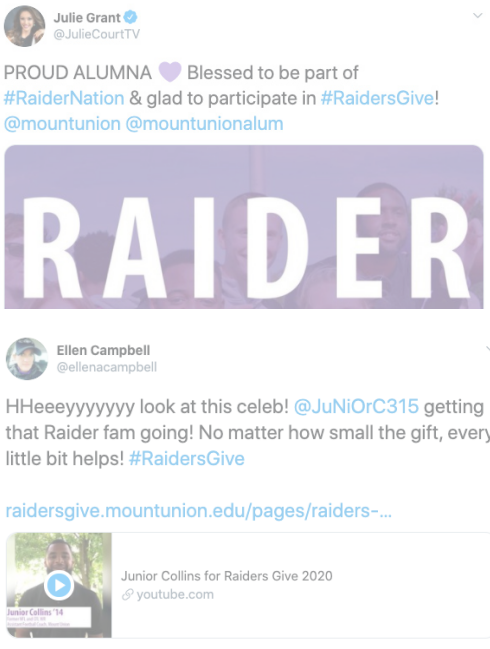 Julie Grant
@JulieCourtTV
PROUD ALUMNA 💜 Blessed to be part of
#RaiderNation & glad to participate in #RaidersGive!
@mountunion @mountunionalum
RAIDER
Ellen Campbell
@ellenacampbell
HHeeeyyyyyyy look at this celeb! @JuNiOrC315 getting
that Raider fam going! No matter how small the gift, every
little bit helps! #RaidersGive
raidersgive.mountunion.edu/pages/raiders-...
Junior Collins '14
Junior Collins for Raiders Give 2020
youtube.com